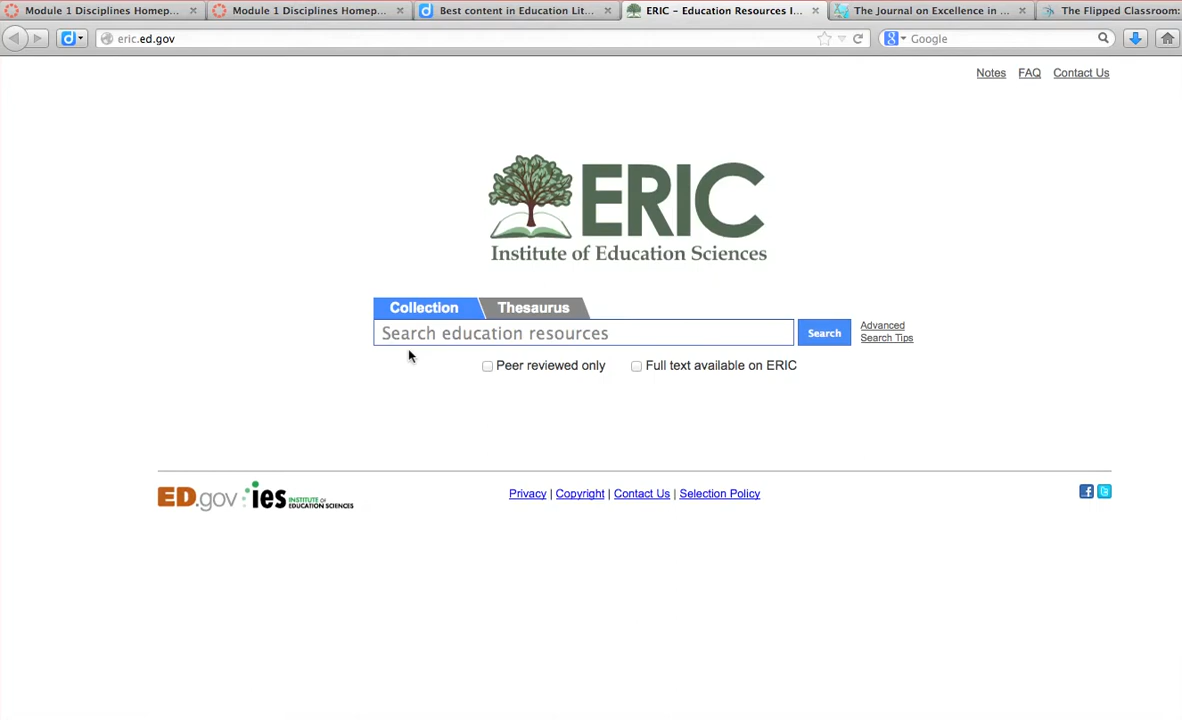 Module 1 Disciplines Homep... Module 1 Disciplines Homep... Best content in Education Lit... ERIC - Education Resources I... The Journal on Excellence in ... The Flipped Classroom:
eric.ed.gov Google
Notes FAQ Contact Us
ERIC
Institute of Education Sciences
Collection Thesaurus
Search education resources Search Advanced
Search Tips
Peer reviewed only Full text available on ERIC
ED.gov ies INSTITUTE OF EDUCATION SCIENCES Privacy | Copyright | Contact Us | Selection Policy